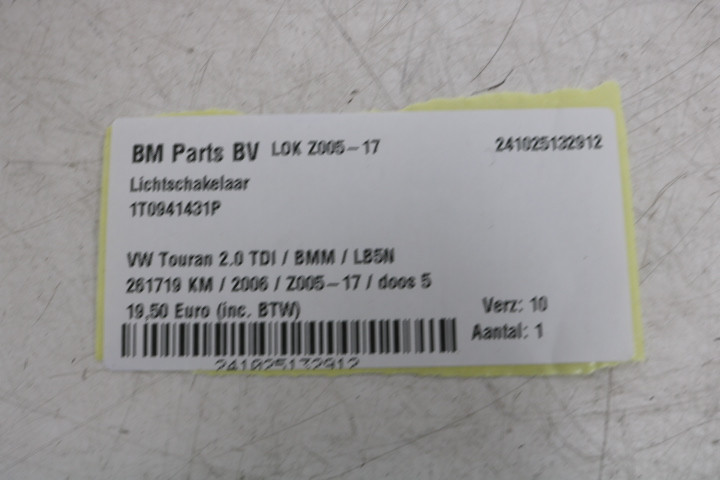 BM Parts BV LOK Z005-17 241025132912
Lichtschakelaar
1T0941431P
VW Touran 2.0 TDI / BMM / LB5N
261719 KM / 2006 / Z005-17 / doos 5
19,50 Euro (inc. BTW)
Verz: 10
Aantal: 1
241025132912